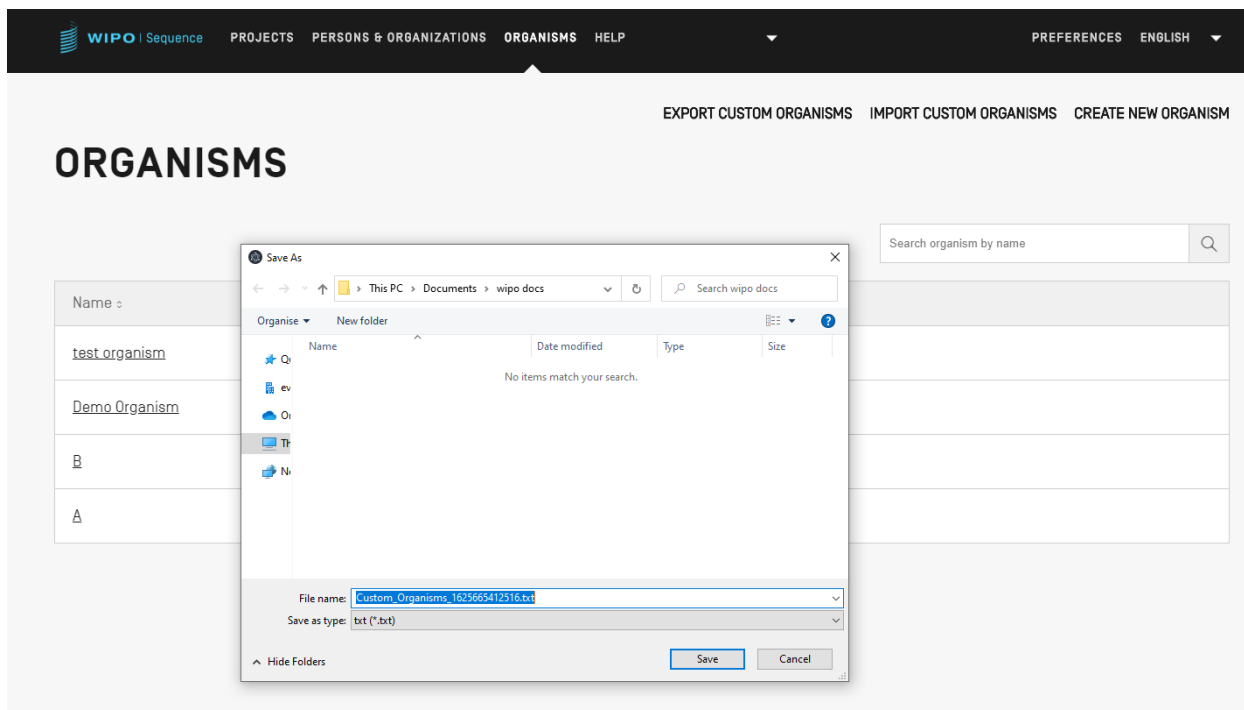 WIPO | Sequence PROJECTS PERSONS & ORGANIZATIONS ORGANISMS HELP PREFERENCES ENGLISH
EXPORT CUSTOM ORGANISMS IMPORT CUSTOM ORGANISMS CREATE NEW ORGANISM
ORGANISMS
Search organism by name
Name
test organism
Demo Organism
B
A
Save As
This PC > Documents > wipo docs
Search wipo docs
Organise New folder
Name Date modified Type Size
No items match your search.
File name: Custom_Organisms_1625665412516.txt
Save as type: txt (*.txt)
Hide Folders Save Cancel